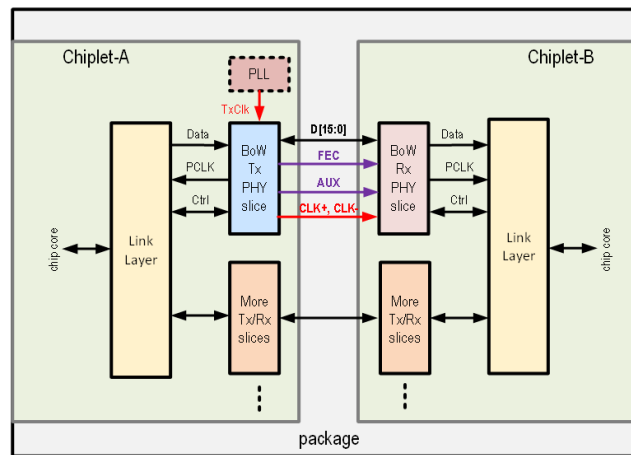 Chiplet-A
Chiplet-B
PLL
TxClk
D[15:0]
Data
BoW
Tx
PHY
slice
FEC
BoW
Rx
PHY
slice
Data
PCLK
AUX
PCLK
Ctrl
CLK+, CLK-
Ctrl
chip core
Link
Layer
Link
Layer
chip core
More
Tx/Rx
slices
More
Tx/Rx
slices
package